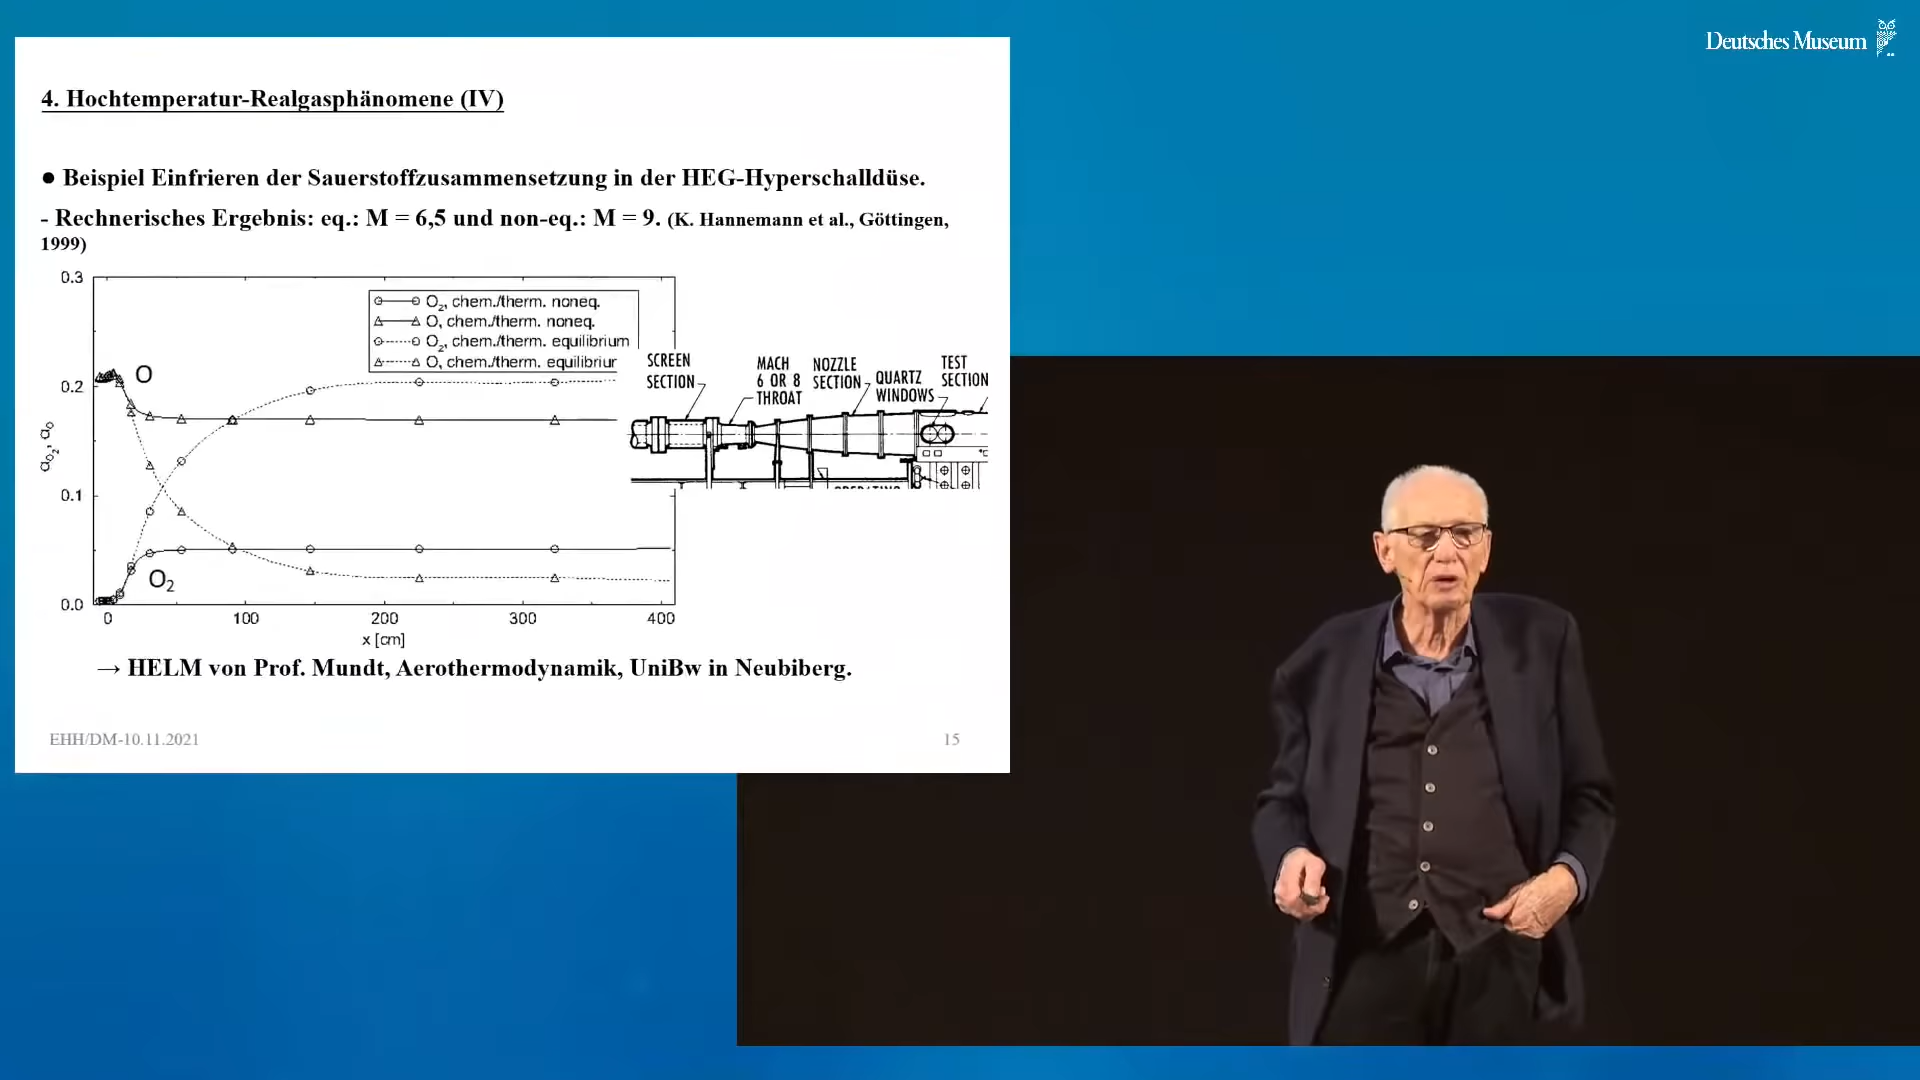 Deutsches Museum
4. Hochtemperatur-Realgasphänomene (IV)
● Beispiel Einfrieren der Sauerstoffzusammensetzung in der HEG-Hyperschalldüse.
- Rechnerisches Ergebnis: eq.: M = 6,5 und non-eq.: M = 9. (K. Hannemann et al., Göttingen,
1999)
0.3
0.2
0.1
0.0
aO2, aO
O2, chem./therm. noneq.
O, chem./therm. noneq.
O2, chem./therm. equilibrium
O, chem./therm. equilibriur
O
O2
0 100 200 300 400
x [cm]
SCREEN
SECTION
MACH
6 OR 8
THROAT
NOZZLE
SECTION
QUARTZ
WINDOWS
TEST
SECTION
→ HELM von Prof. Mundt, Aerothermodynamik, UniBw in Neubiberg.
EHH/DM-10.11.2021 15